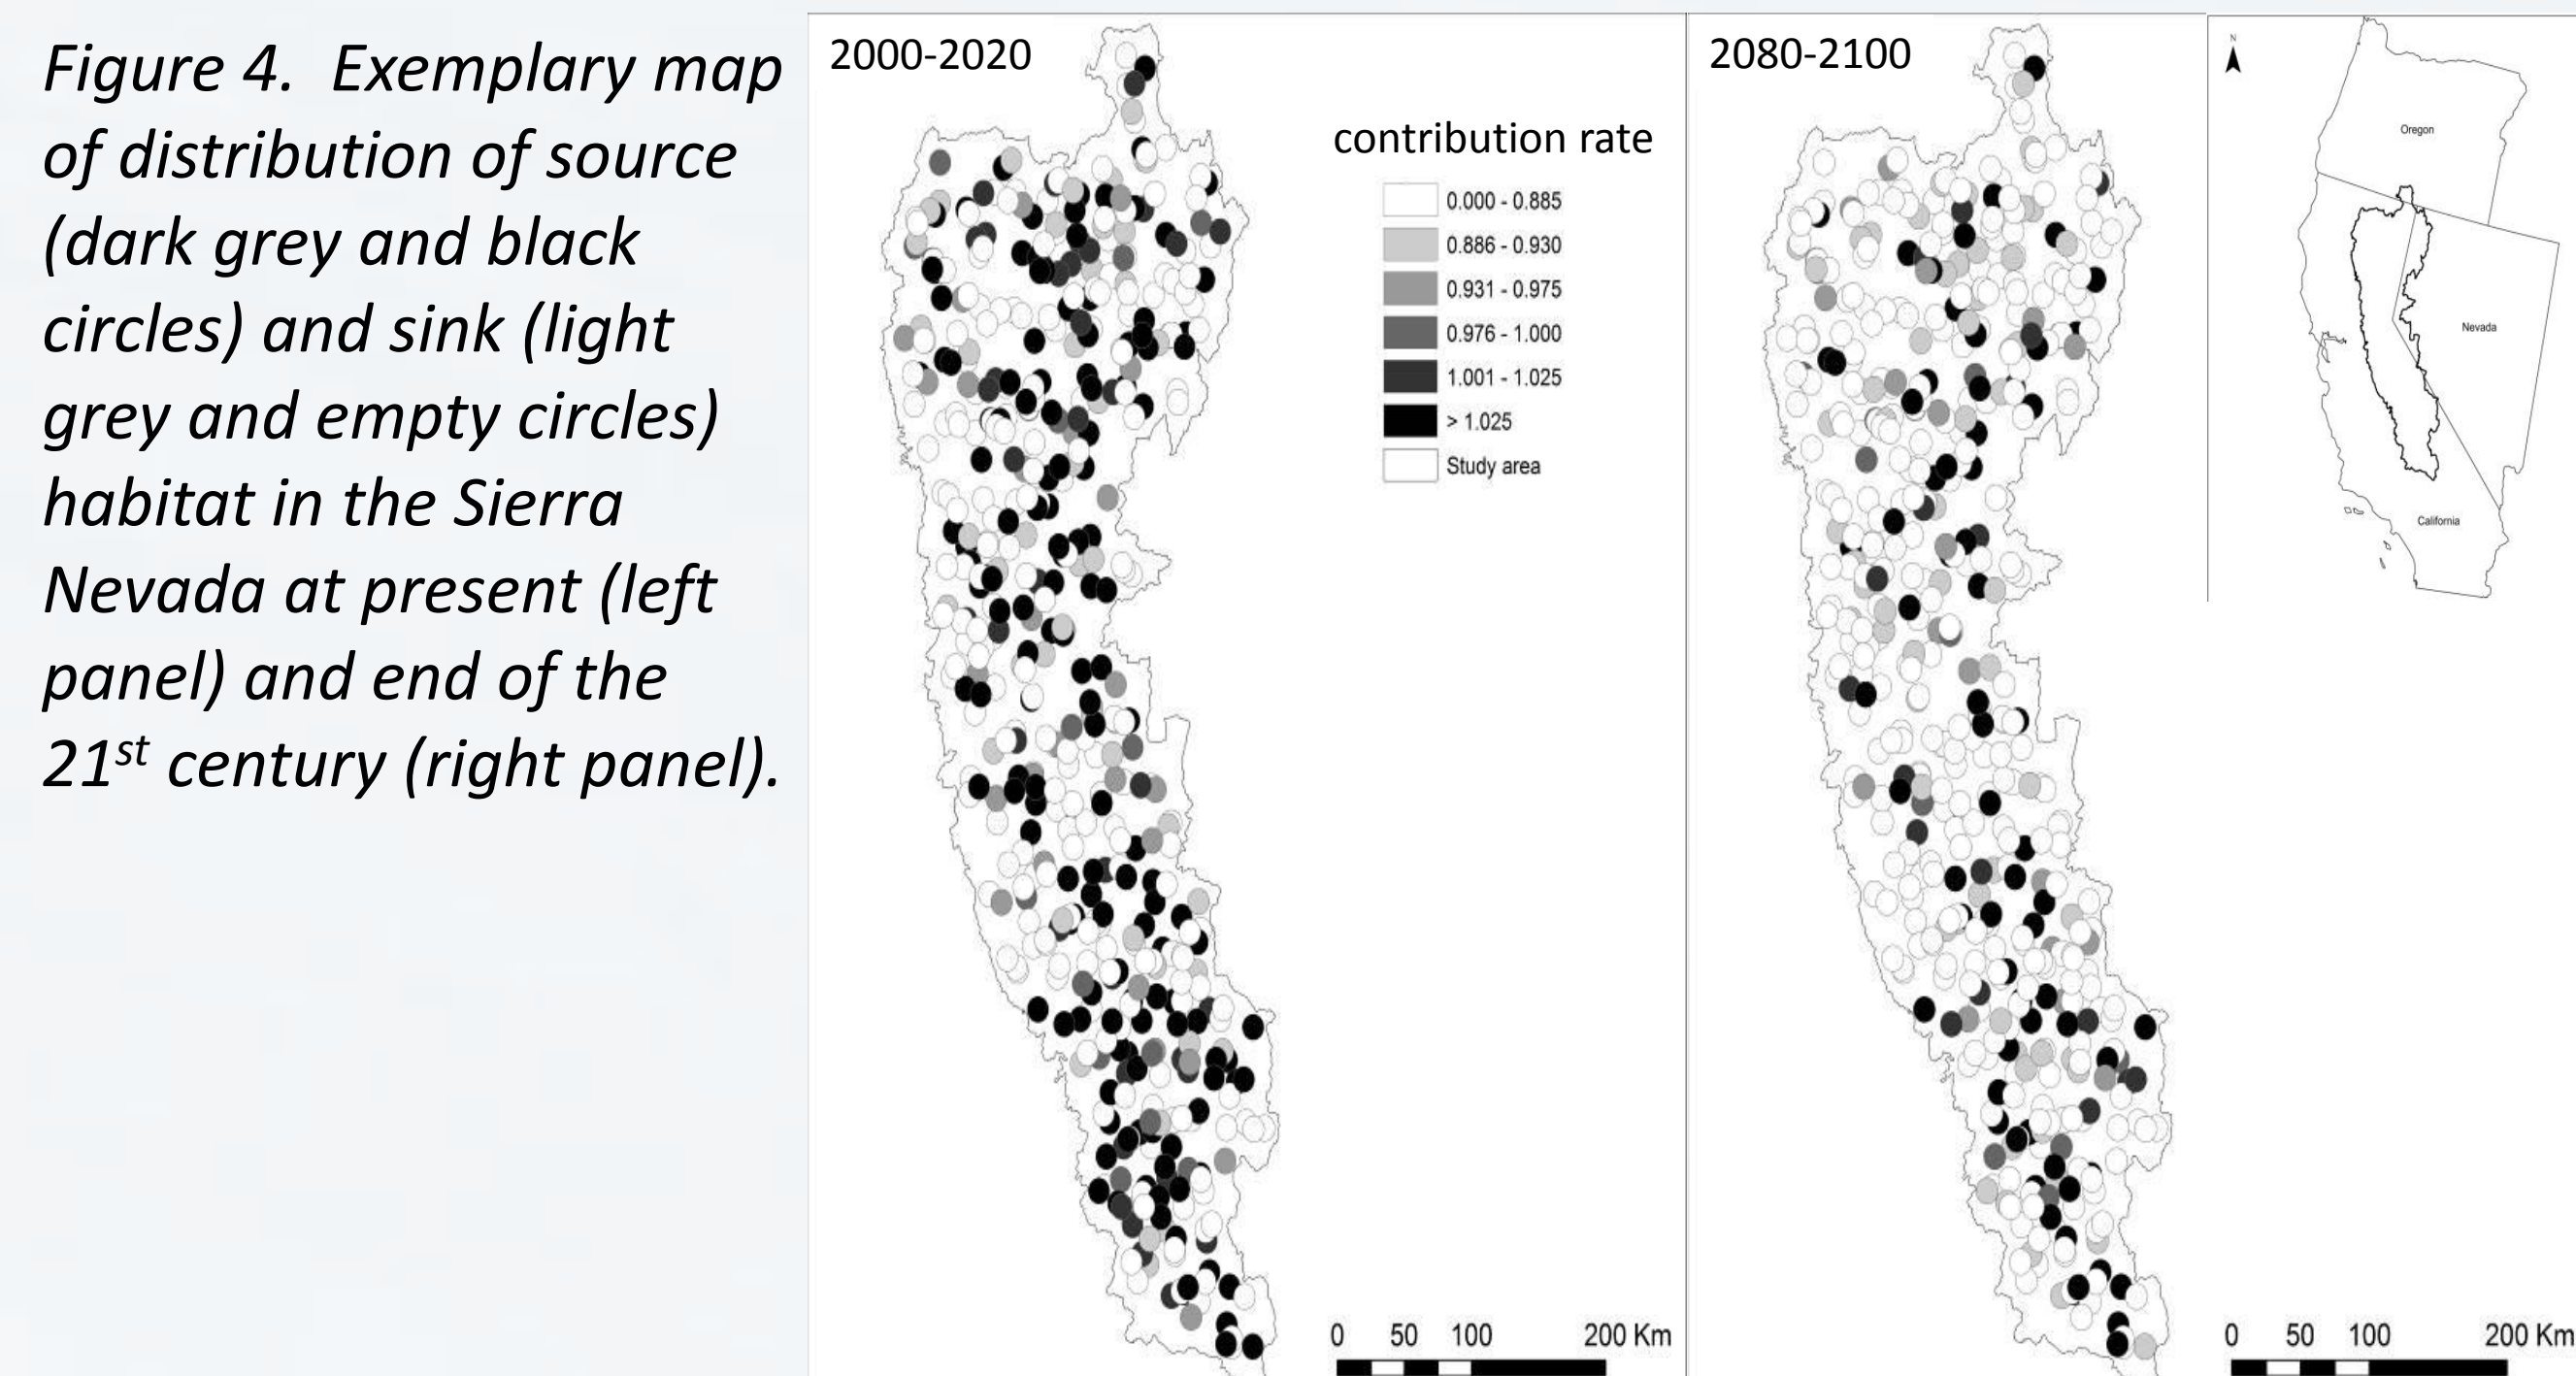 Figure 4. Exemplary map
of distribution of source
(dark grey and black
circles) and sink (light
grey and empty circles)
habitat in the Sierra
Nevada at present (left
panel) and end of the
21st century (right panel).
2000-2020
contribution rate
0.000 - 0.885
0.886 - 0.930
0.931 - 0.975
0.976 - 1.000
1.001 - 1.025
> 1.025
Study area
0 50 100 200 Km
2080-2100
0 50 100 200 Km
N
Oregon
Nevada
California